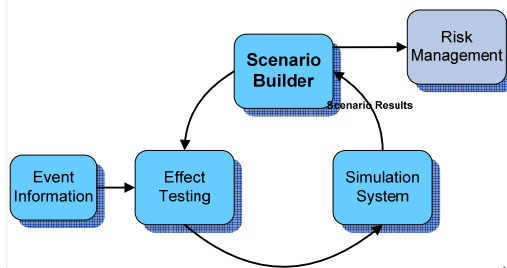 Risk
Management
Scenario
Builder
Scenario Results
Event
Information
Effect
Testing
Simulation
System